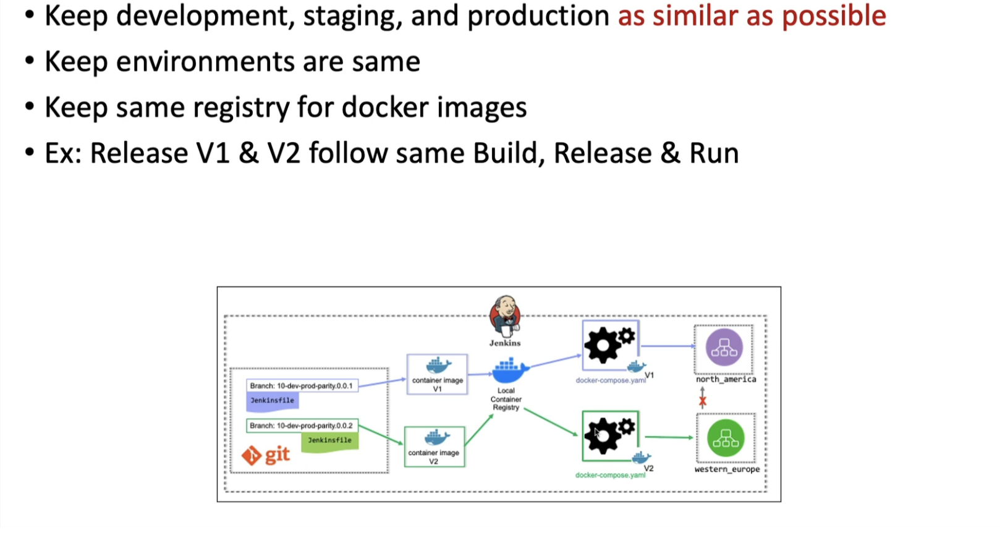 • Keep development, staging, and production as similar as possible
• Keep environments are same
• Keep same registry for docker images
• Ex: Release V1 & V2 follow same Build, Release & Run
Jenkins
Branch: 10-dev-prod-parity.0.0.1
Jenkinsfile
Branch: 10-dev-prod-parity.0.0.2
Jenkinsfile
git
container image
V1
container image
V2
Local
Container
Registry
V1
docker-compose.yaml
V2
docker-compose.yaml
north_america
X
western_europe